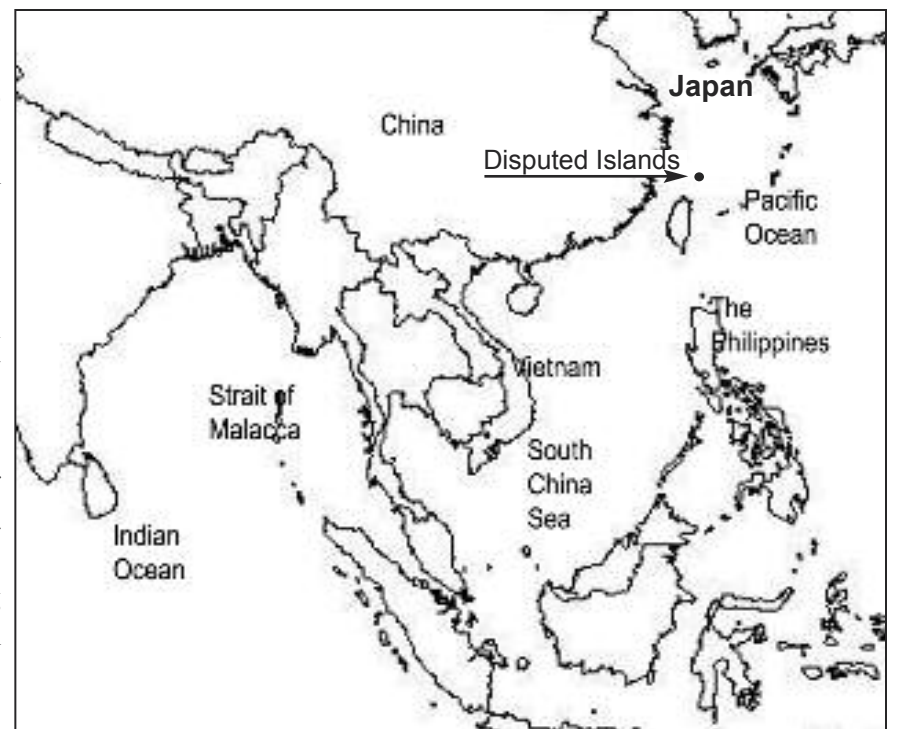 Japan
China
Disputed Islands
Pacific
Ocean
The
Philippines
Vietnam
Strait of
Malacca
South
China
Sea
Indian
Ocean